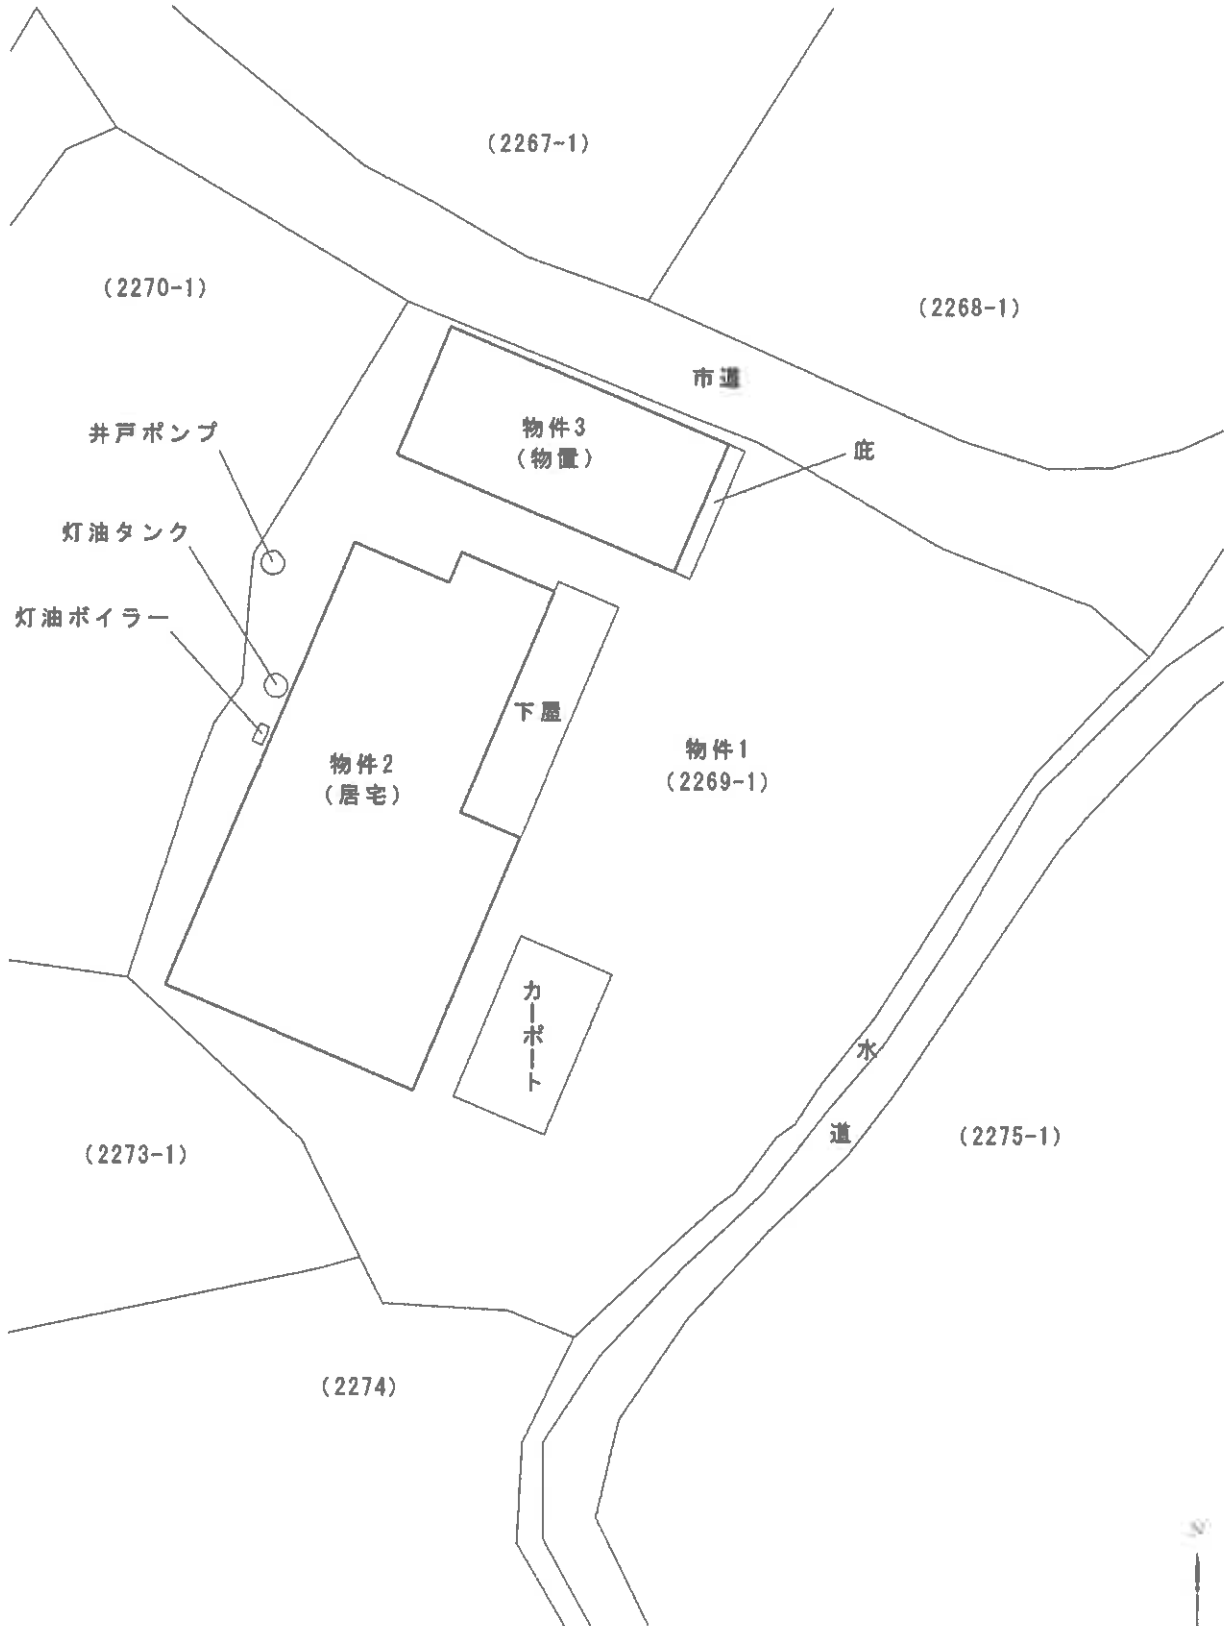 (2267-1)
(2270-1)
(2268-1)
市道
物件3
(物置)
庇
井戸ポンプ
灯油タンク
灯油ボイラー
下屋
物件2
(居宅)
物件1
(2269-1)
カーポート
水
道
(2273-1)
(2275-1)
(2274)